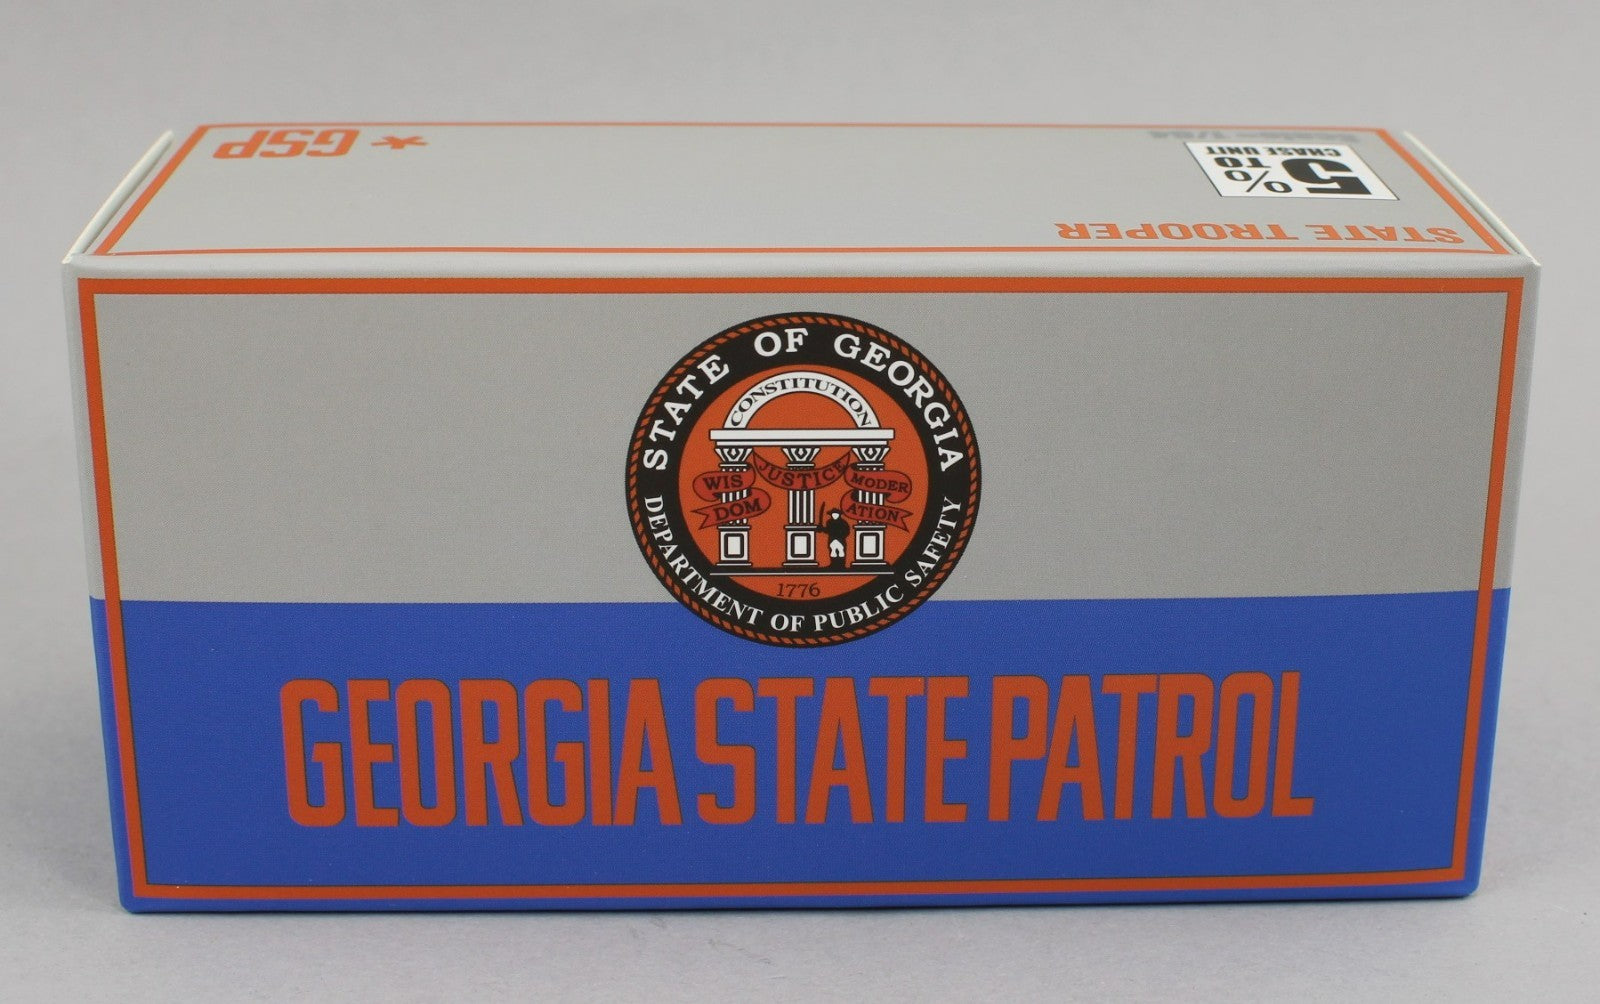 * GSP
5% TO
CHASE UNIT
STATE TROOPER
STATE OF GEORGIA
CONSTITUTION
WIS
DOM
JUSTICE
MODER
ATION
1776
DEPARTMENT OF PUBLIC SAFETY
GEORGIA STATE PATROL